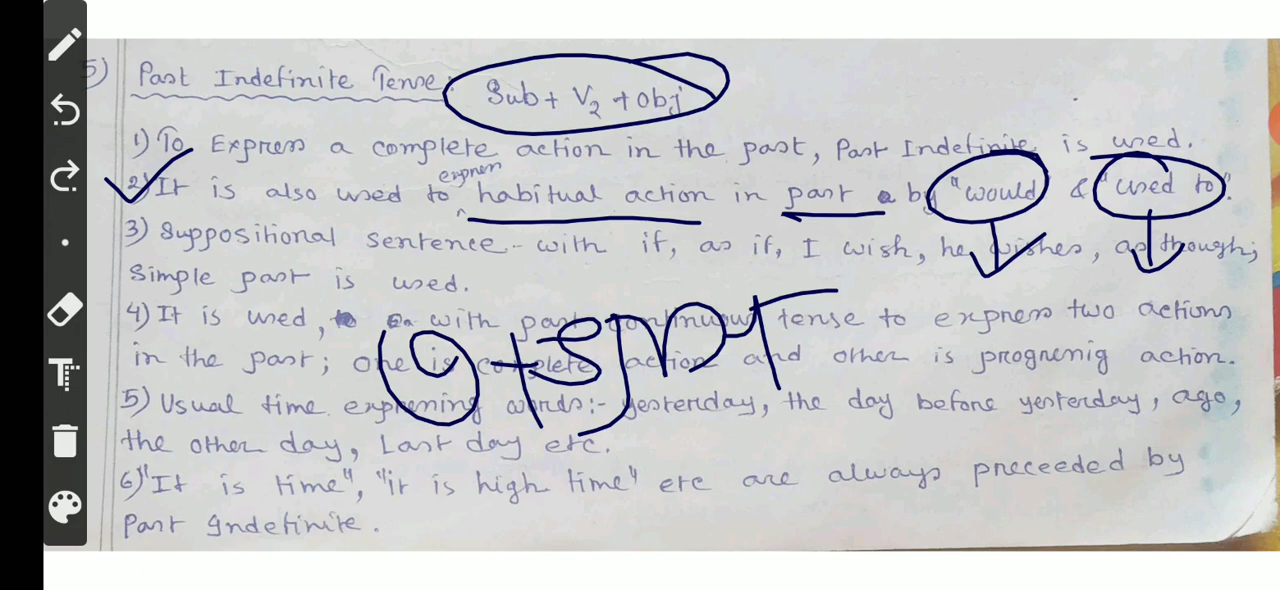 5) Past Indefinite Tense: Sub + V2 + Obj
1) To Express a complete action in the past, Past Indefinite is used.
2) It is also used to express habitual action in past by "would" & "used to".
3) Suppositional sentence - with if, as if, I wish, he wishes, as though;
Simple past is used.
4) It is used, with past continuous tense to express two actions
in the past; one is complete action and other is progrenig action.
5) Usual time expressing words:- yesterday, the day before yesterday, ago,
the other day, Last day etc.
6) "It is time", "it is high time" etc are always preceeded by
Past Indefinite.